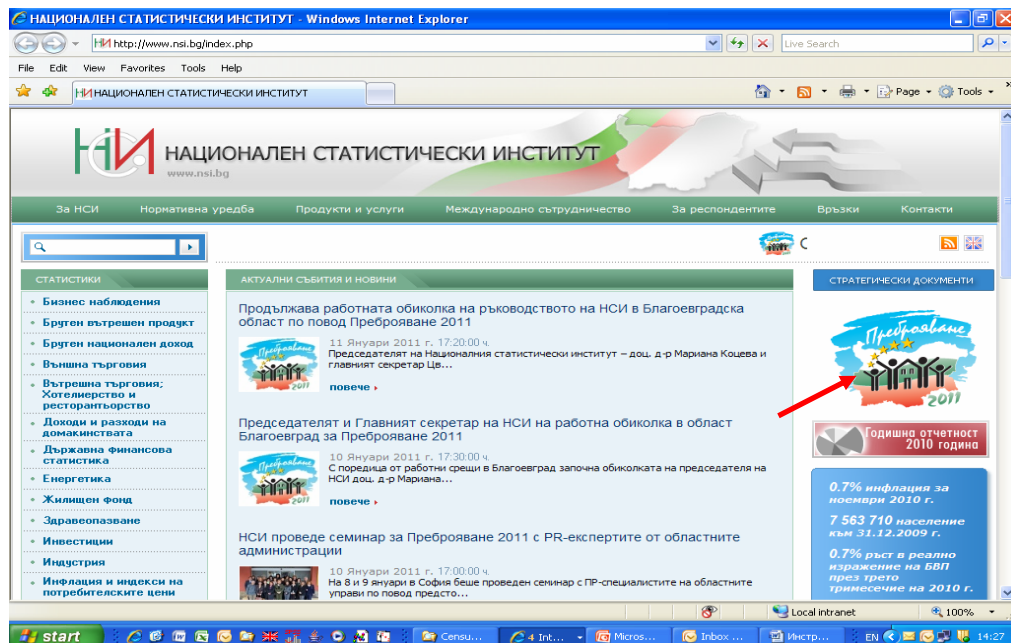 НАЦИОНАЛЕН СТАТИСТИЧЕСКИ ИНСТИТУТ - Windows Internet Explorer
http://www.nsi.bg/index.php
Live Search
File Edit View Favorites Tools Help
НАЦИОНАЛЕН СТАТИСТИЧЕСКИ ИНСТИТУТ
Page Tools
НСИ НАЦИОНАЛЕН СТАТИСТИЧЕСКИ ИНСТИТУТ
www.nsi.bg
За НСИ Нормативна уредба Продукти и услуги Международно сътрудничество За респондентите Връзки Контакти
СТАТИСТИКИ
Бизнес наблюдения
Брутен вътрешен продукт
Брутен национален доход
Външна търговия
Вътрешна търговия;
Хотелиерство и
ресторантьорство
Доходи и разходи на
домакинствата
Държавна финансова
статистика
Енергетика
Жилищен фонд
Здравеопазване
Инвестиции
Индустрия
Инфлация и индекси на
потребителските цени
АКТУАЛНИ СЪБИТИЯ И НОВИНИ
Продължава работната обиколка на ръководството на НСИ в Благоевградска
област по повод Преброяване 2011
11 Януари 2011 г. 17:20:00 ч.
Председателят на Националния статистически институт – доц. д-р Мариана Коцева и
главният секретар Цв...
повече
Председателят и Главният секретар на НСИ на работна обиколка в област
Благоевград за Преброяване 2011
10 Януари 2011 г. 17:30:00 ч.
С поредица от работни срещи в Благоевград започна обиколката на председателя на
НСИ доц. д-р Мариана...
повече
НСИ проведе семинар за Преброяване 2011 с PR-експертите от областните
администрации
10 Януари 2011 г. 17:00:00 ч.
На 8 и 9 януари в София беше проведен семинар с ПР-специалистите на областните
управи по повод предсто...
СТРАТЕГИЧЕСКИ ДОКУМЕНТИ
Преброяване
2011
Годишна отчетност
2010 година
0.7% инфлация за
ноември 2010 г.
7 563 710 население
към 31.12.2009 г.
0.7% ръст в реално
изражение на БВП
през трето
тримесечие на 2010 г.
Local intranet 100%
start Censu... 4 Int... Micros... Inbox ... Инстр... EN 14:27